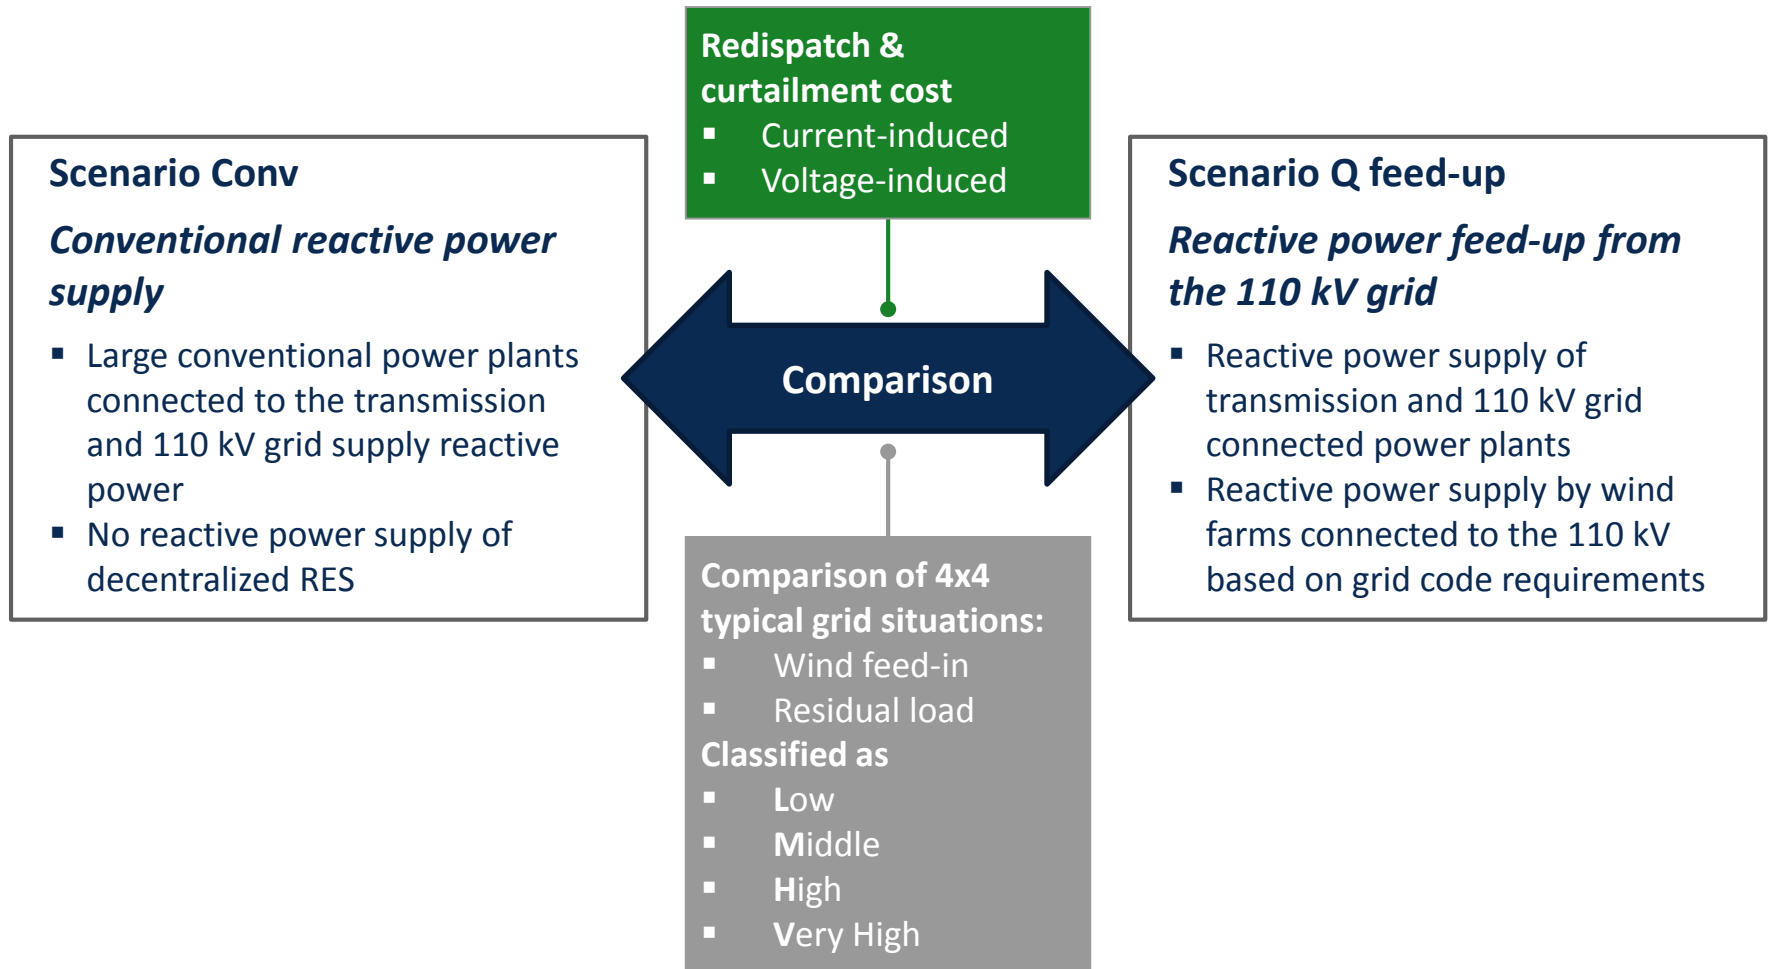 Redispatch &
curtailment cost
▪ Current-induced
▪ Voltage-induced
Scenario Conv
Conventional reactive power
supply
▪ Large conventional power plants
connected to the transmission
and 110 kV grid supply reactive
power
▪ No reactive power supply of
decentralized RES
Comparison
Scenario Q feed-up
Reactive power feed-up from
the 110 kV grid
▪ Reactive power supply of
transmission and 110 kV grid
connected power plants
▪ Reactive power supply by wind
farms connected to the 110 kV
based on grid code requirements
Comparison of 4x4
typical grid situations:
▪ Wind feed-in
▪ Residual load
Classified as
▪ Low
▪ Middle
▪ High
▪ Very High